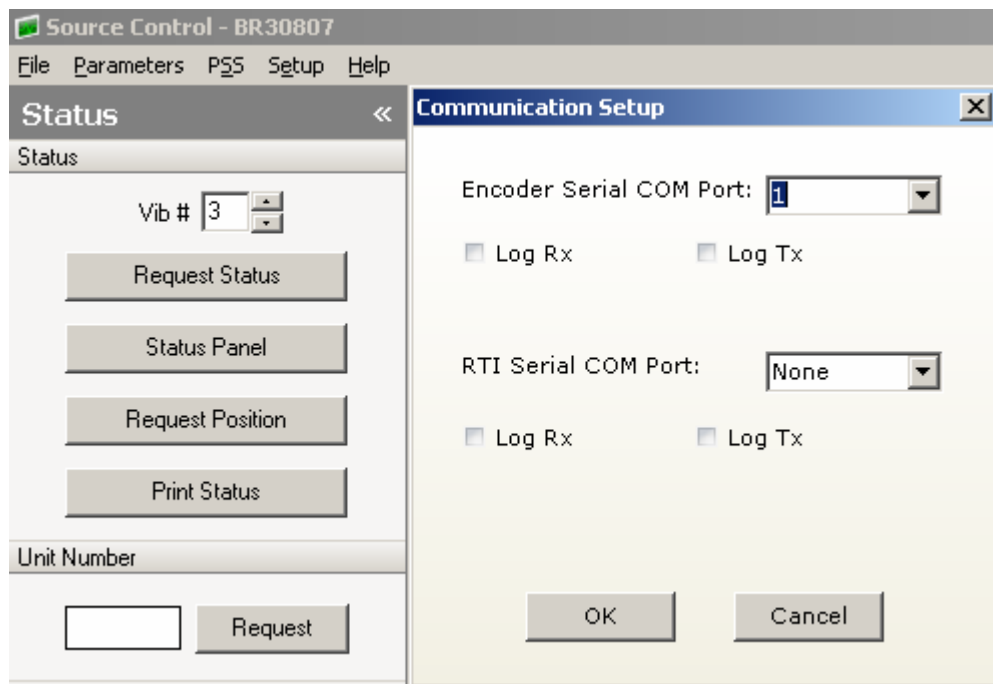 Source Control - BR30807
File Parameters PSS Setup Help
Status «
Status
Vib # 3
Request Status
Status Panel
Request Position
Print Status
Unit Number
Request
Communication Setup
Encoder Serial COM Port: 1
Log Rx Log Tx
RTI Serial COM Port: None
Log Rx Log Tx
OK Cancel